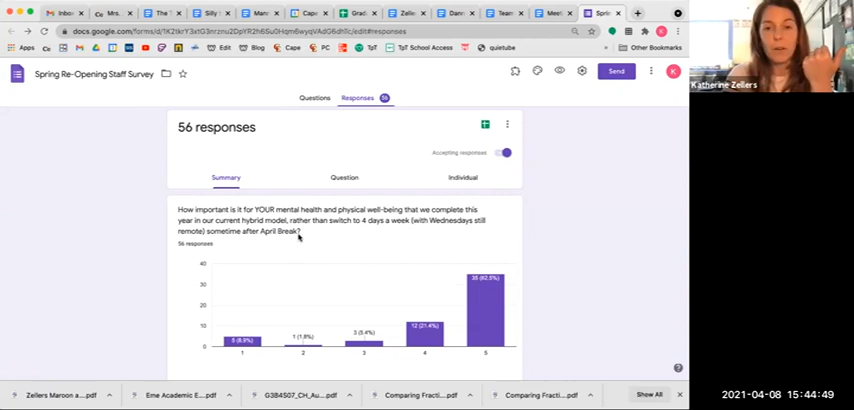 Inbox
Mrs.
The
Silly
Mann
Cape
Grad
Zelle
Dann
Team
Meet
Sprin
docs.google.com/forms/d/
edit#responses
Apps
Edit
Blog
Cape
PC
TpT
TpT School Access
quietube
Other Bookmarks
Katherine Zellers
Spring Re-Opening Staff Survey
Send
K
Questions
Responses 56
56 responses
Accepting responses
Summary
Question
Individual
How important is it for YOUR mental health and physical well-being that we complete this
year in our current hybrid model, rather than switch to 4 days a week (with Wednesdays still
remote) sometime after April Break?
56 responses
40
30
20
10
0
5 (8.9%)
1 (1.8%)
3 (5.4%)
12 (21.4%)
35 (62.5%)
1
2
3
4
5
Zellers Maroon a....pdf
Eme Academic E....pdf
G3B4S07_CH_Au....pdf
Comparing Fracti....pdf
Comparing Fracti....pdf
Show All
2021-04-08 15:44:49